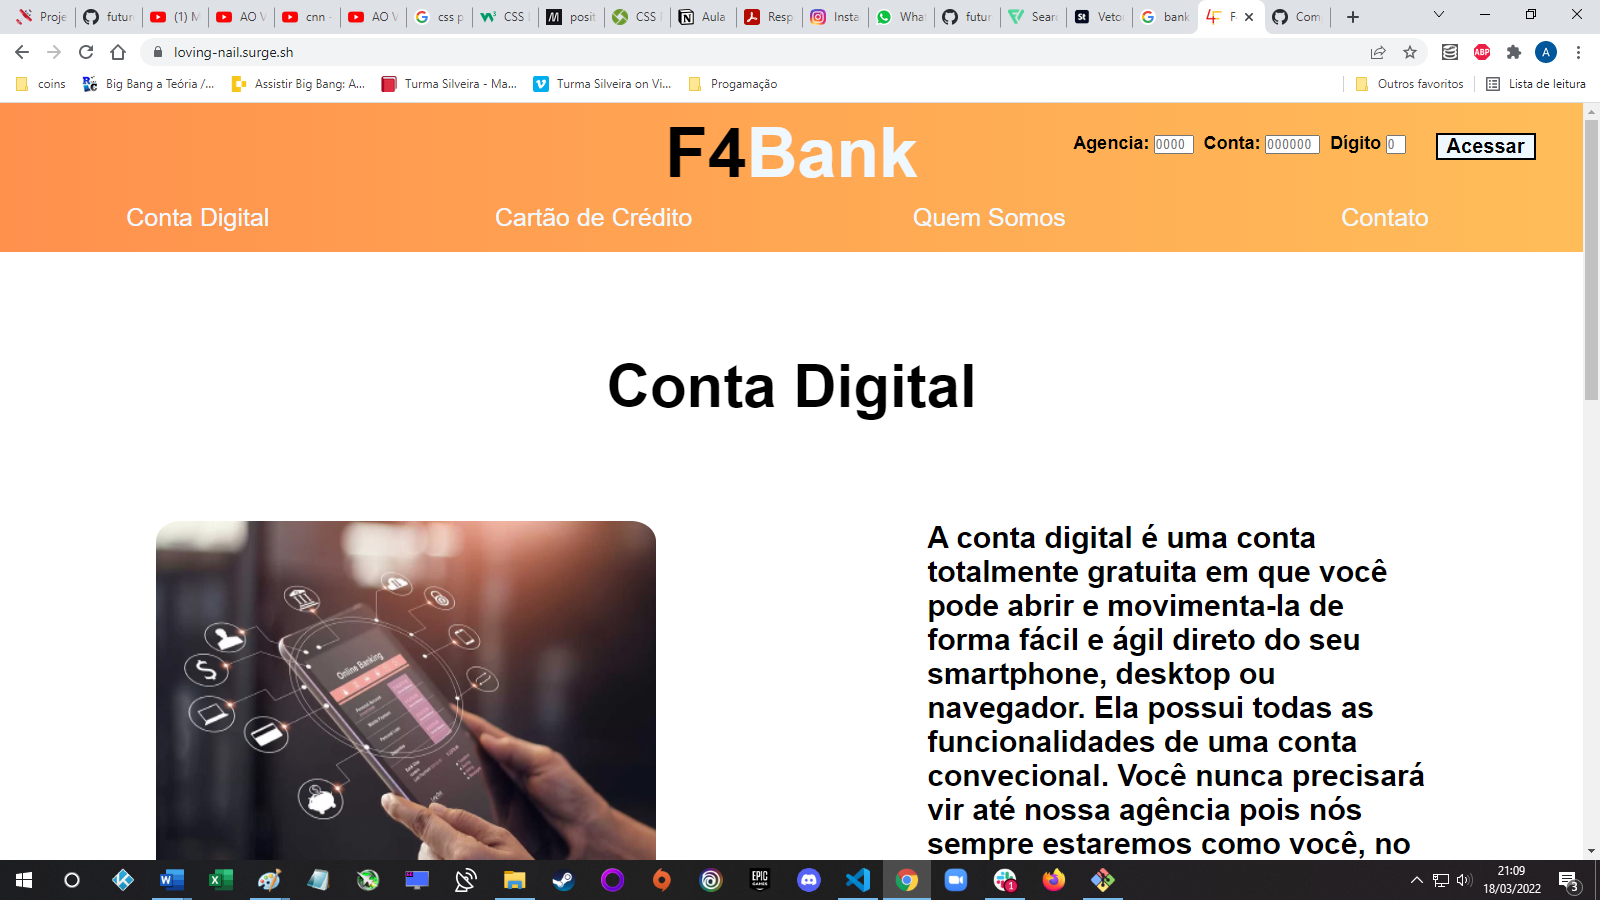 Proje
futur
(1) M
AO V
cnn -
AO V
css p
CSS
posit
CSS
Aula
Resp
Insta
What
futur
Sear
Veto
bank
F
Com
loving-nail.surge.sh
ABP
A
coins
Big Bang a Teória /...
Assistir Big Bang: A...
Turma Silveira - Ma...
Turma Silveira on Vi...
Progamação
Outros favoritos
Lista de leitura
F4Bank
Agencia: 0000 Conta: 000000 Dígito 0 Acessar
Conta Digital Cartão de Crédito Quem Somos Contato
Conta Digital
Online Banking
A conta digital é uma conta
totalmente gratuita em que você
pode abrir e movimenta-la de
forma fácil e ágil direto do seu
smartphone, desktop ou
navegador. Ela possui todas as
funcionalidades de uma conta
convecional. Você nunca precisará
vir até nossa agência pois nós
sempre estaremos como você, no
EPIC
GAMES
1
21:09
18/03/2022
3